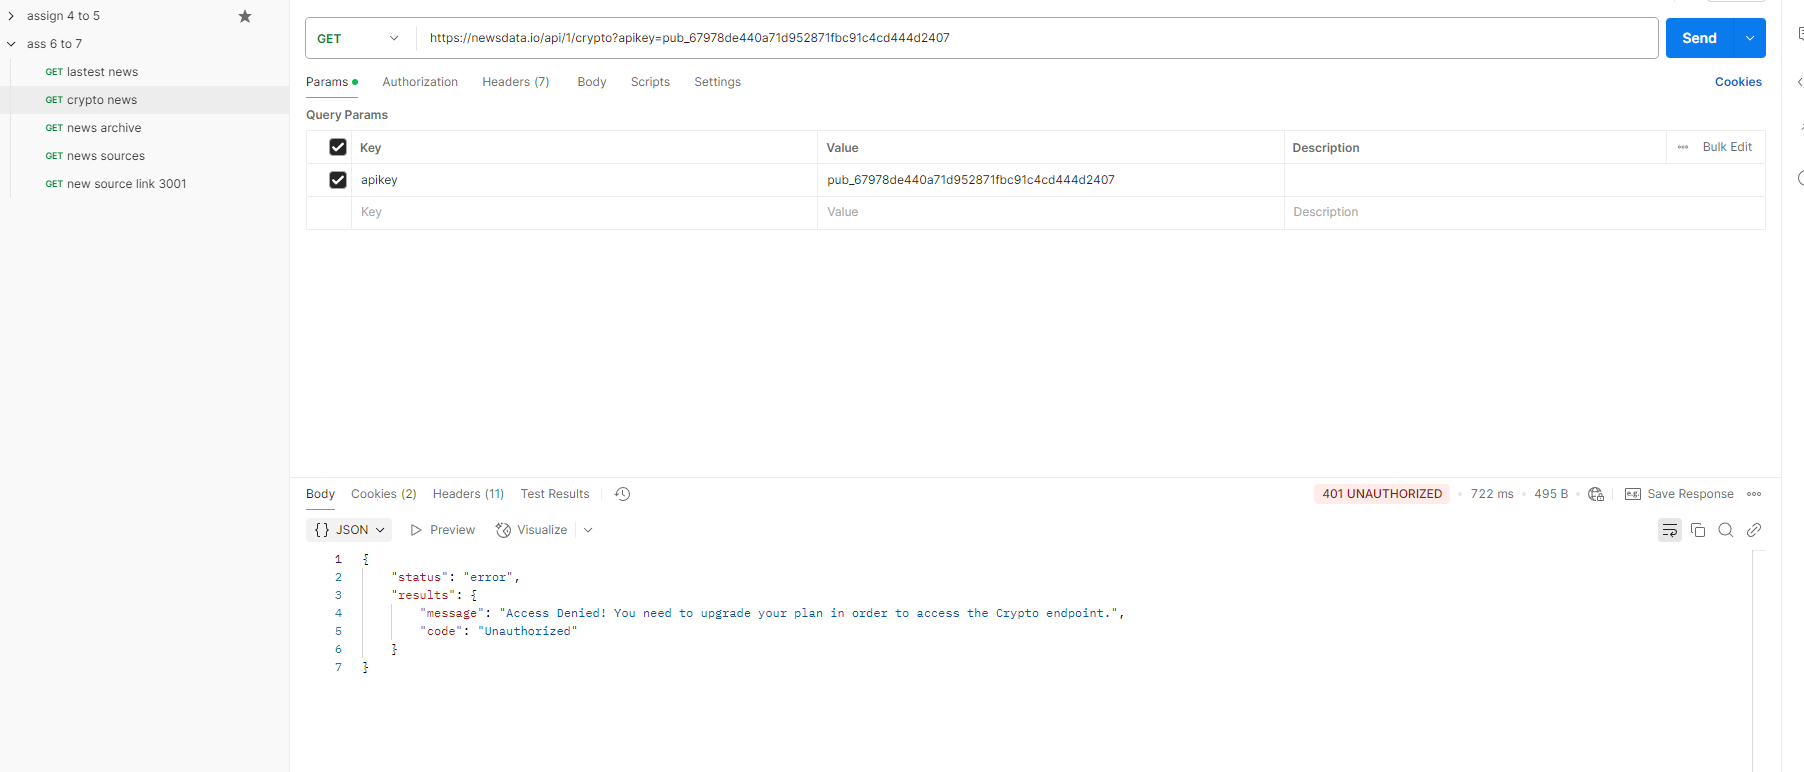 assign 4 to 5
ass 6 to 7
GET lastest news
GET crypto news
GET news archive
GET news sources
GET new source link 3001
GET https://newsdata.io/api/1/crypto?apikey=pub_67978de440a71d952871fbc91c4cd444d2407 Send
Params Authorization Headers (7) Body Scripts Settings Cookies
Query Params
Key Value Description Bulk Edit
apikey pub_67978de440a71d952871fbc91c4cd444d2407
Key Value Description
Body Cookies (2) Headers (11) Test Results 401 UNAUTHORIZED 722 ms 495 B e.g. Save Response
{} JSON Preview Visualize
1 {
2 "status": "error",
3 "results": {
4 "message": "Access Denied! You need to upgrade your plan in order to access the Crypto endpoint.",
5 "code": "Unauthorized"
6 }
7 }